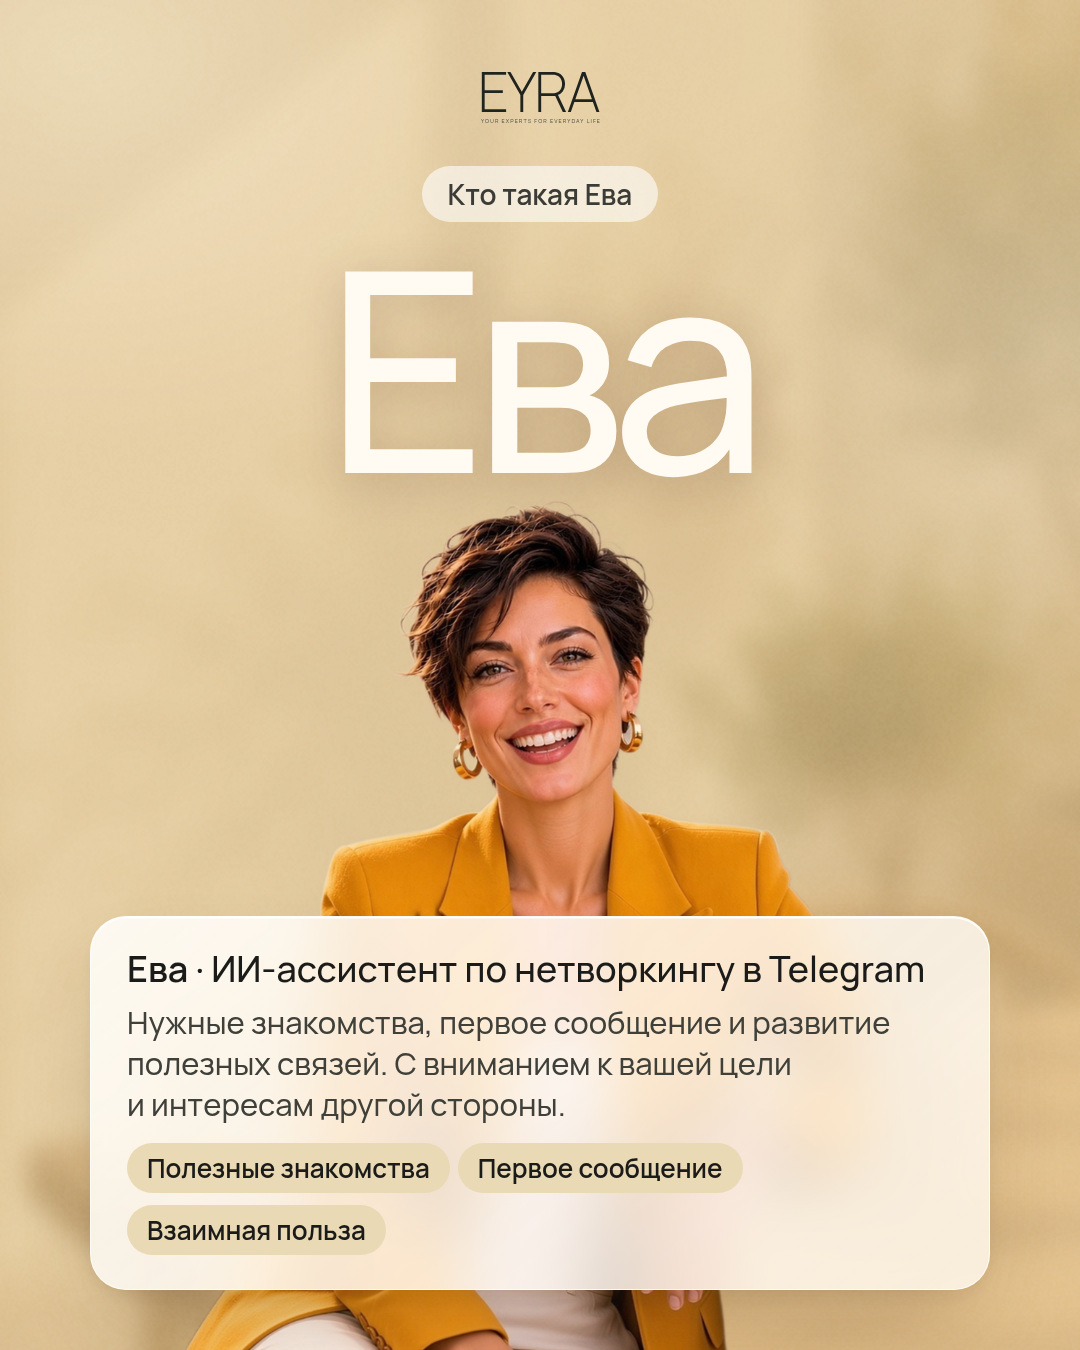 EYRA
YOUR EXPERTS FOR EVERYDAY LIFE
Кто такая Ева
Ева
Ева · ИИ-ассистент по нетворкингу в Telegram
Нужные знакомства, первое сообщение и развитие
полезных связей. С вниманием к вашей цели
и интересам другой стороны.
Полезные знакомства Первое сообщение
Взаимная польза